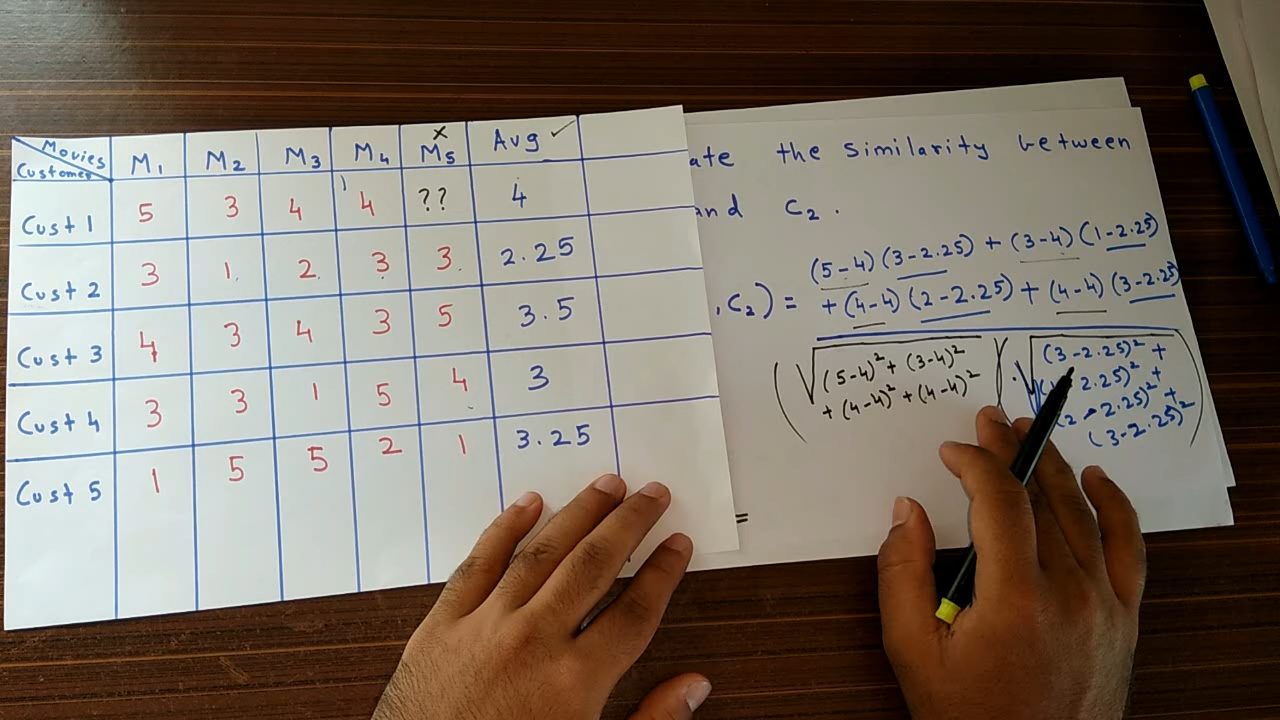 Movies
Customer M1 M2 M3 M4 M5 Avg ✓
x
Cust 1 5 3 4 4 ?? 4
Cust 2 3 1. 2. 3 3. 2.25
Cust 3 4 3 4 3 5 3.5
Cust 4 3 3 1 5 4 3
Cust 5 1 5 5 2 1 3.25
ate the similarity between
and C2.
, C2) = (5-4)(3-2.25) + (3-4)(1-2.25)
+ (4-4)(2-2.25) + (4-4)(3-2.25)
(√(5-4)² + (3-4)²
+ (4-4)² + (4-4)²)
(.√(3-2.25)² +
2.25)² +
(2-2.25)² +
(3-2.25)²)
=